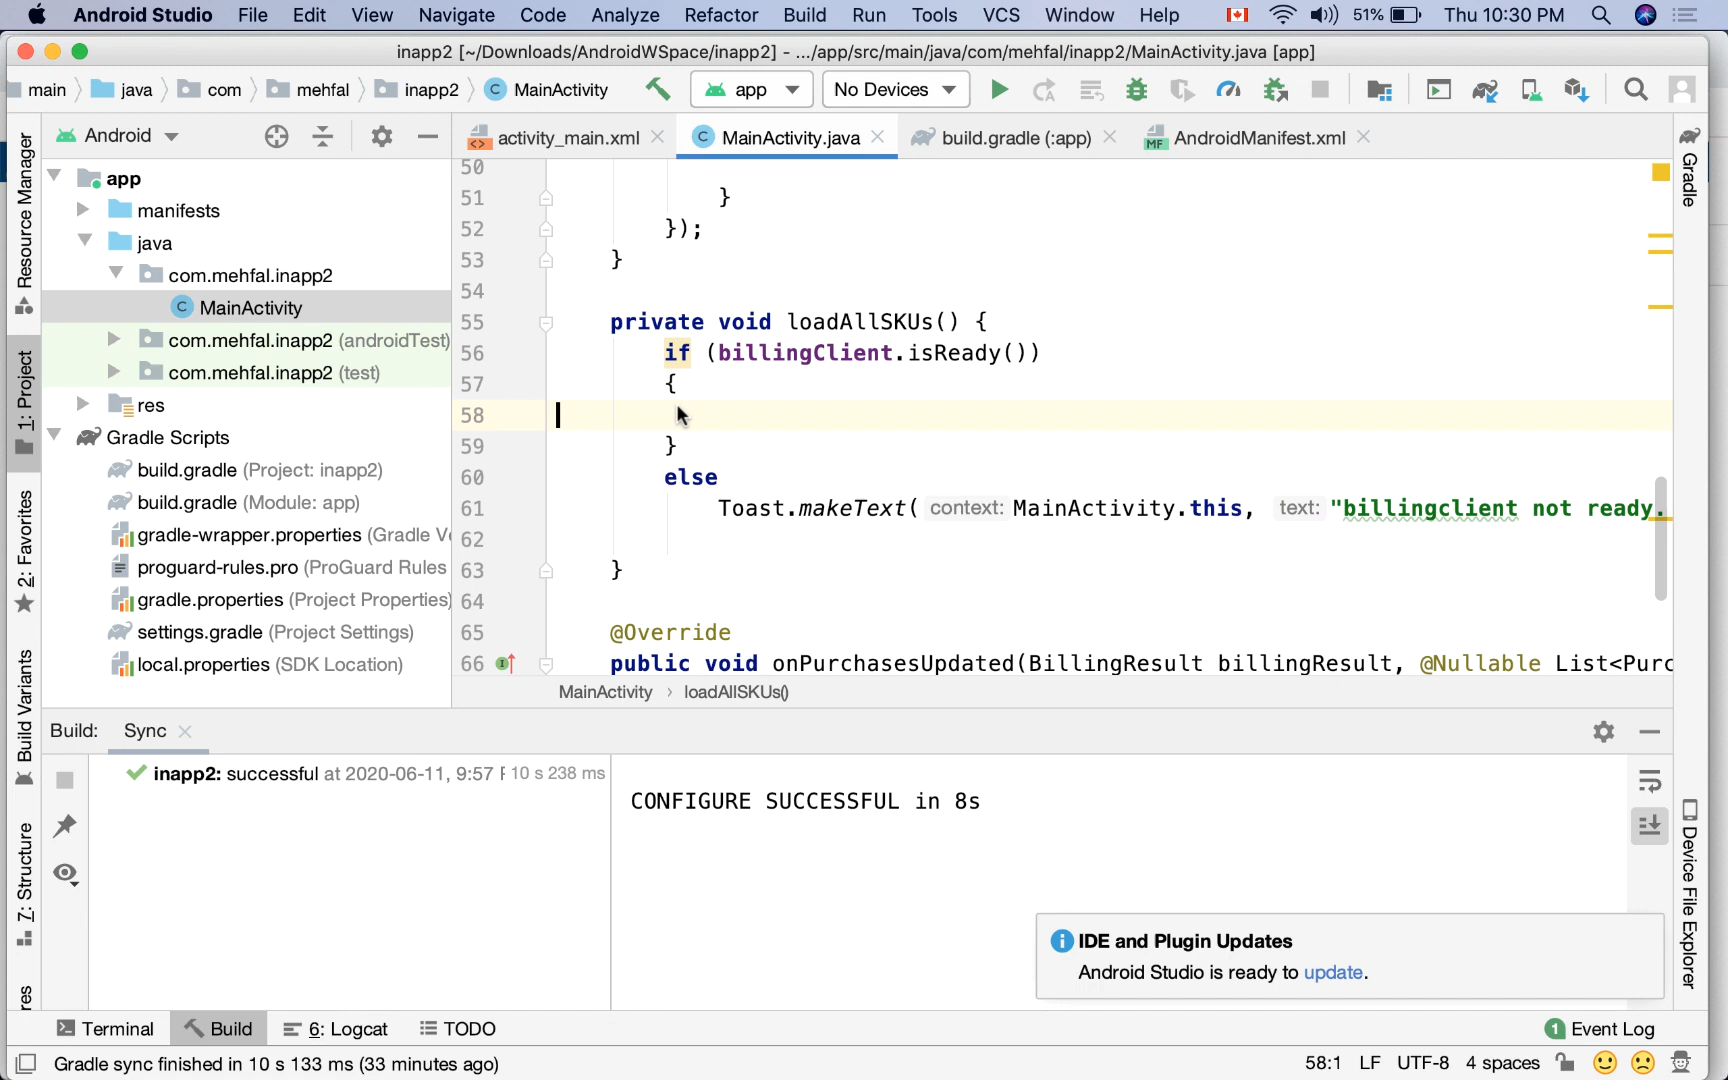 Android Studio File Edit View Navigate Code Analyze Refactor Build Run Tools VCS Window Help 51% Thu 10:30 PM
inapp2 [~/Downloads/AndroidWSpace/inapp2] - .../app/src/main/java/com/mehfal/inapp2/MainActivity.java [app]
main java com mehfal inapp2 C MainActivity app No Devices
Android activity_main.xml C MainActivity.java build.gradle (:app) MF AndroidManifest.xml
Resource Manager
1: Project
2: Favorites
Build Variants
7: Structure
res
app
manifests
java
com.mehfal.inapp2
C MainActivity
com.mehfal.inapp2 (androidTest)
com.mehfal.inapp2 (test)
res
Gradle Scripts
build.gradle (Project: inapp2)
build.gradle (Module: app)
gradle-wrapper.properties (Gradle Ve
proguard-rules.pro (ProGuard Rules
gradle.properties (Project Properties)
settings.gradle (Project Settings)
local.properties (SDK Location)
50
51 }
52 });
53 }
54
55 private void loadAllSKUs() {
56 if (billingClient.isReady())
57 {
58
59 }
60 else
61 Toast.makeText( context: MainActivity.this, text: "billingclient not ready.
62
63 }
64
65 @Override
66 public void onPurchasesUpdated(BillingResult billingResult, @Nullable List<Purc
MainActivity › loadAllSKUs()
Gradle
Device File Explorer
Build: Sync
inapp2: successful at 2020-06-11, 9:57 10 s 238 ms
CONFIGURE SUCCESSFUL in 8s
IDE and Plugin Updates
Android Studio is ready to update.
Terminal Build 6: Logcat TODO 1 Event Log
Gradle sync finished in 10 s 133 ms (33 minutes ago) 58:1 LF UTF-8 4 spaces